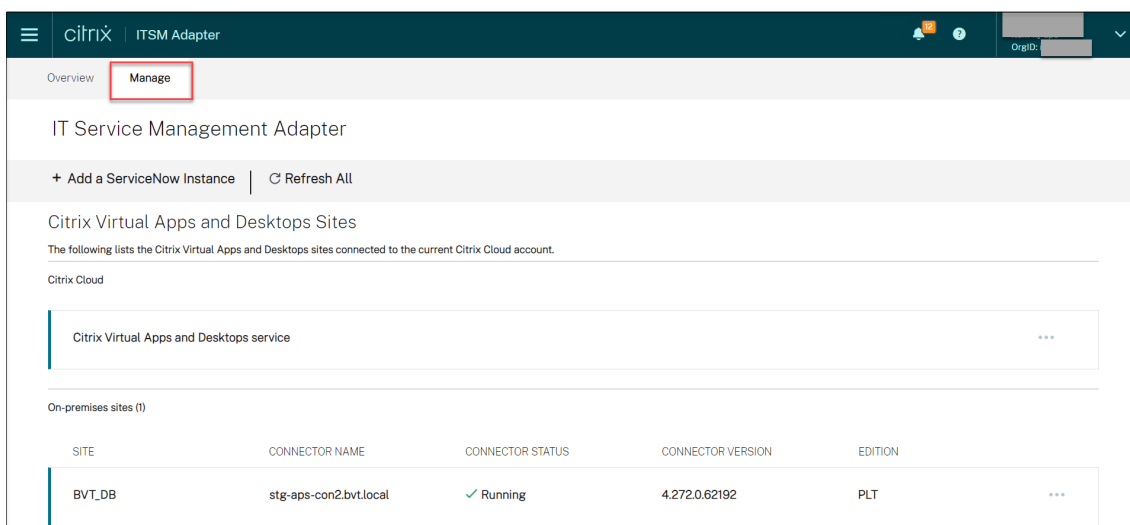 citrix | ITSM Adapter
12
?
OrgID:
Overview
Manage
IT Service Management Adapter
+ Add a ServiceNow Instance
Refresh All
Citrix Virtual Apps and Desktops Sites
The following lists the Citrix Virtual Apps and Desktops sites connected to the current Citrix Cloud account.
Citrix Cloud
Citrix Virtual Apps and Desktops service
On-premises sites (1)
SITE CONNECTOR NAME CONNECTOR STATUS CONNECTOR VERSION EDITION
BVT_DB stg-aps-con2.bvt.local Running 4.272.0.62192 PLT